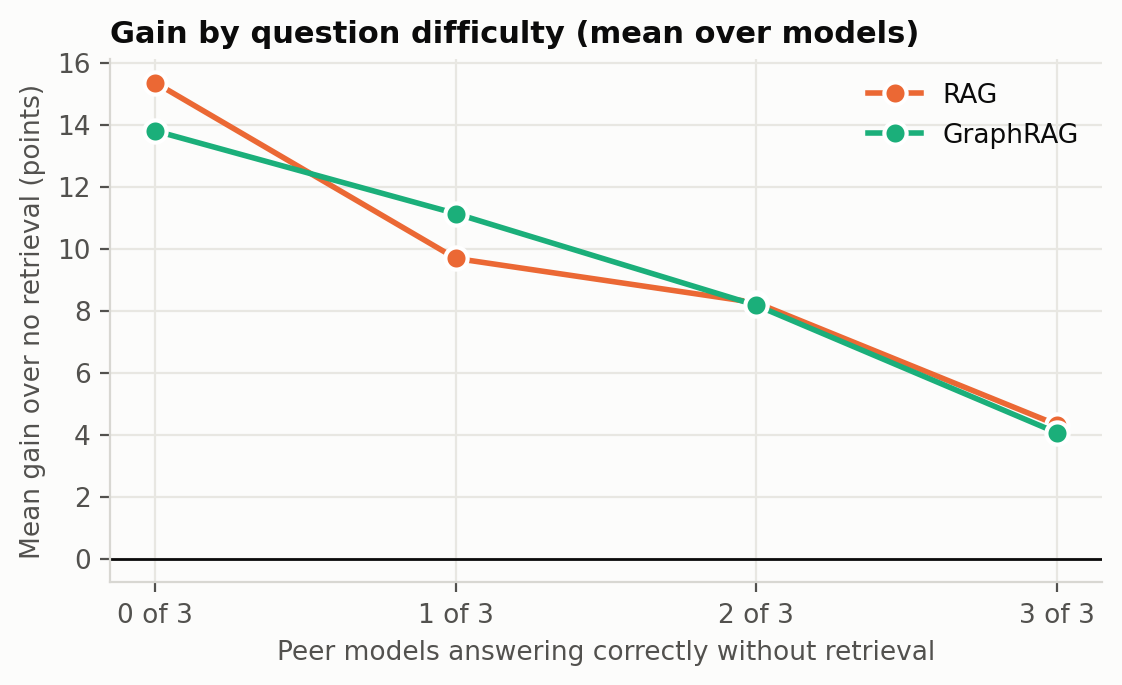 Gain by question difficulty (mean over models)
Mean gain over no retrieval (points)
16
14
12
10
8
6
4
2
0
RAG
GraphRAG
0 of 3
1 of 3
2 of 3
3 of 3
Peer models answering correctly without retrieval